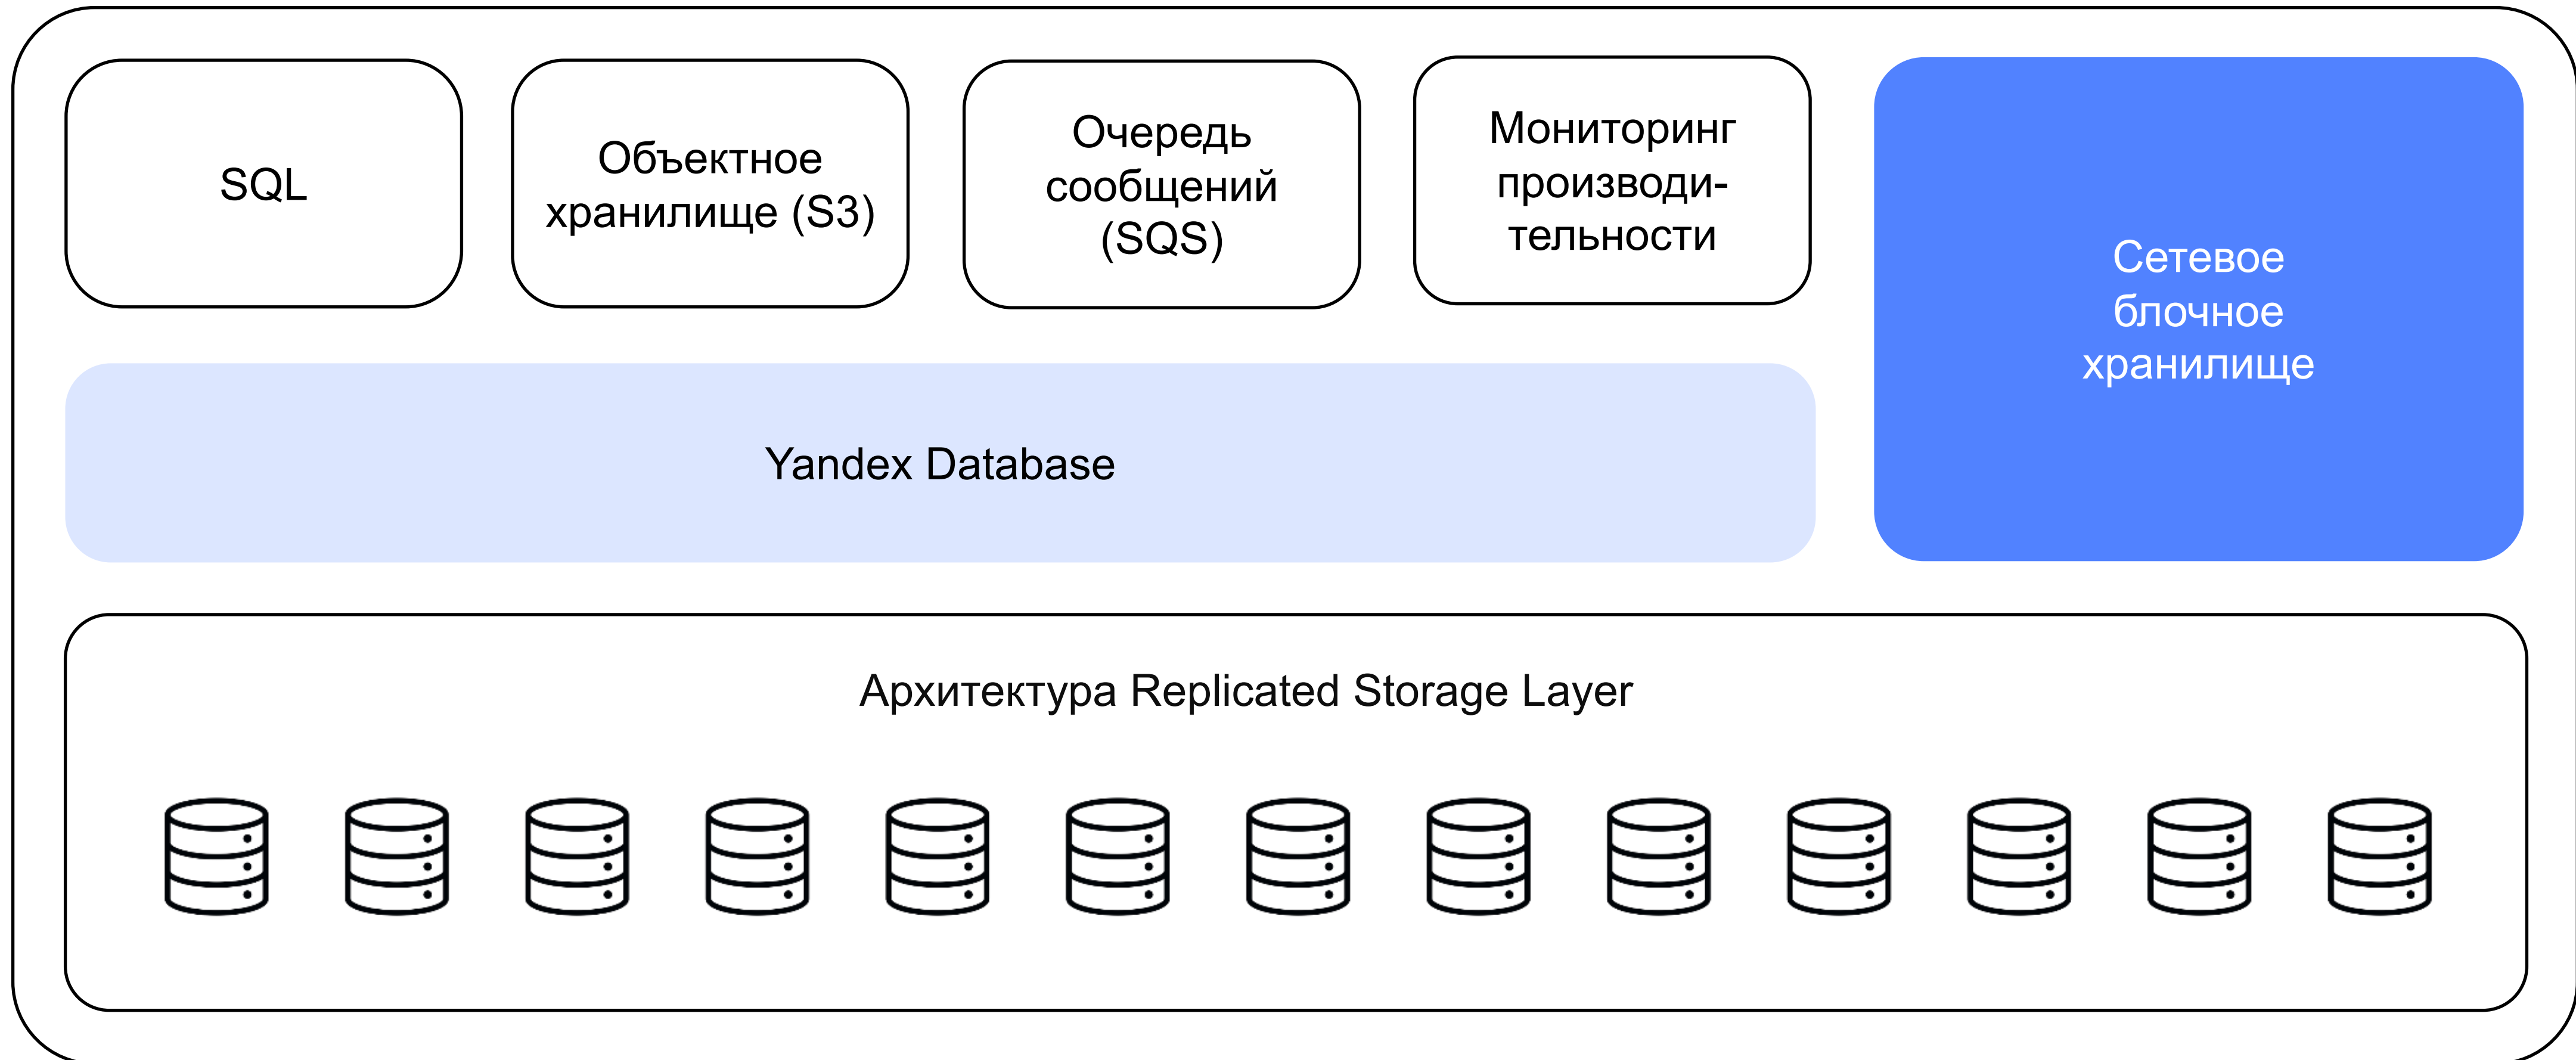 SQL
Объектное
хранилище (S3)
Очередь
сообщений
(SQS)
Мониторинг
производи-
тельности
Сетевое
блочное
хранилище
Yandex Database
Архитектура Replicated Storage Layer